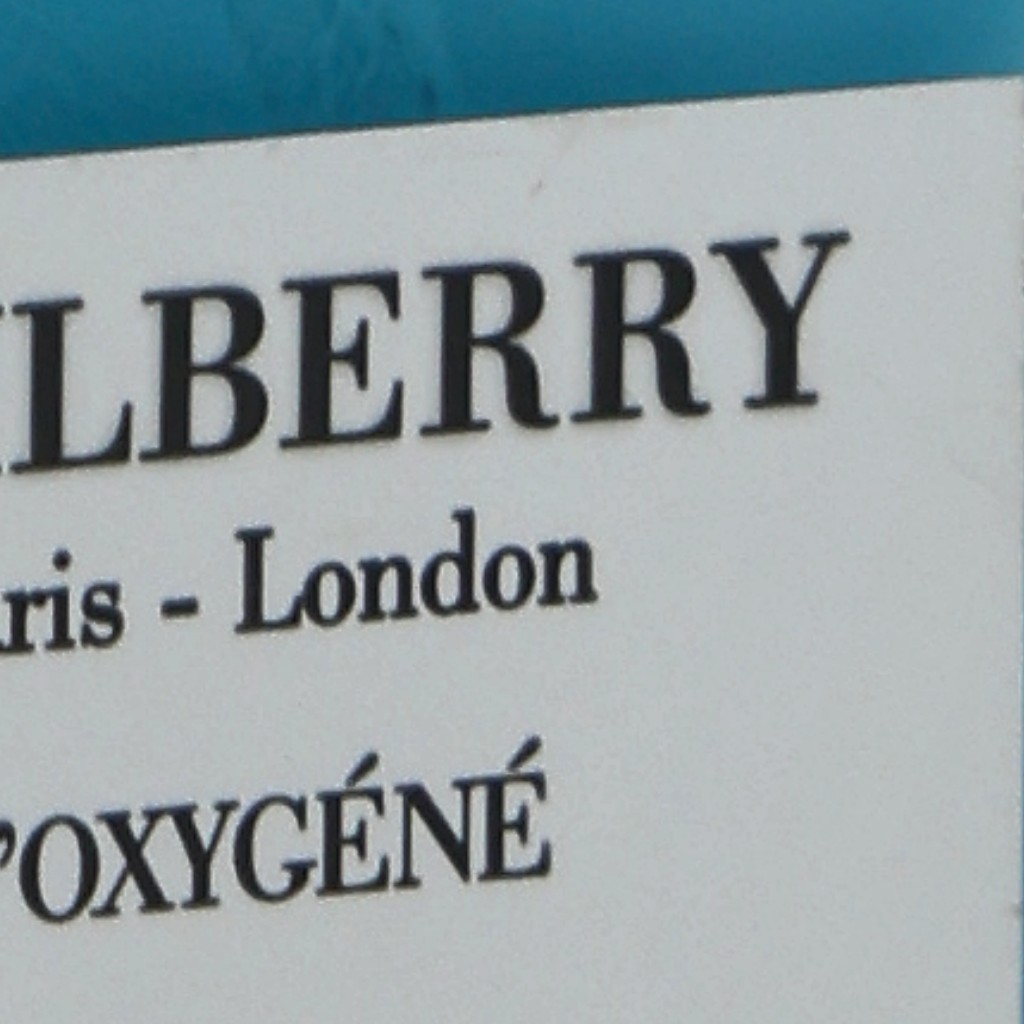 LBERRY
ris - London
'OXYGÉNÉ